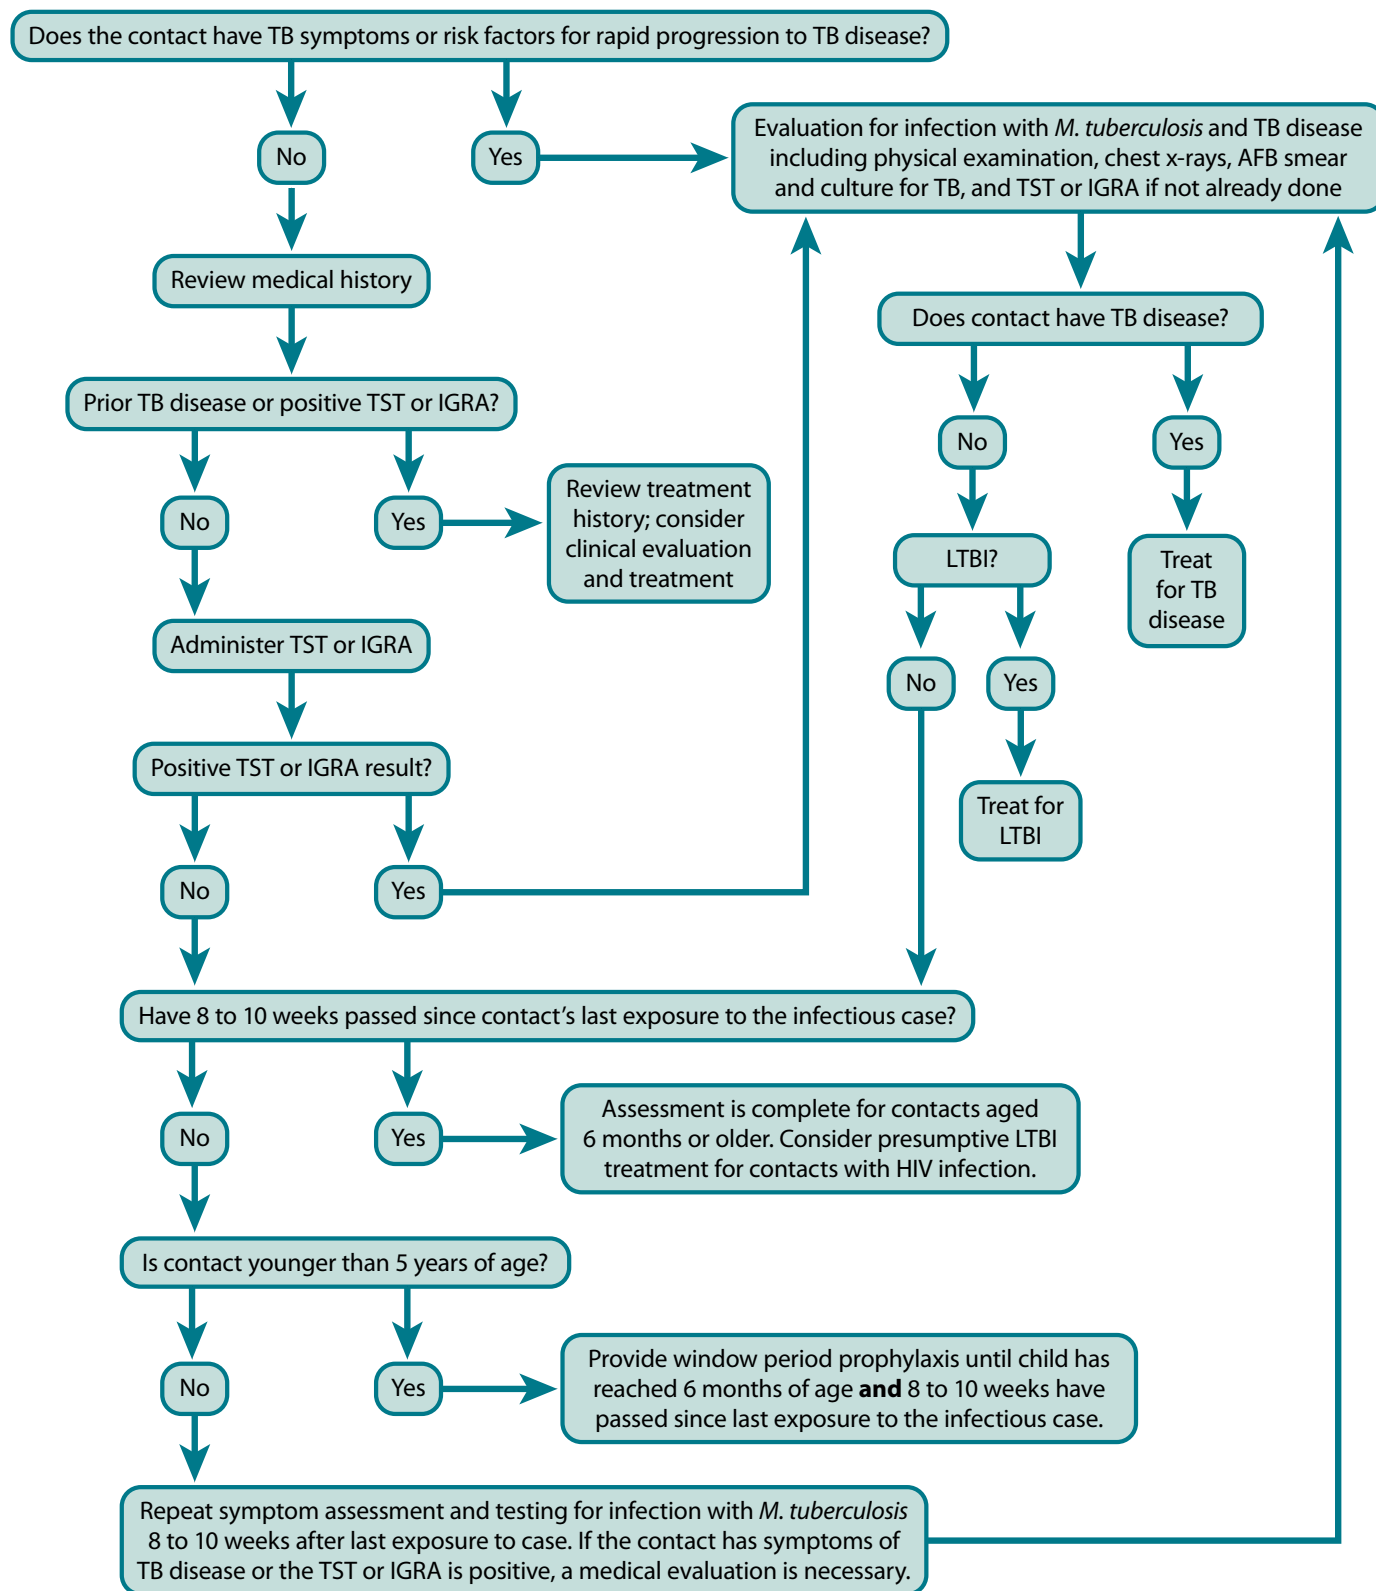 Does the contact have TB symptoms or risk factors for rapid progression to TB disease?
No
Yes
Evaluation for infection with M. tuberculosis and TB disease
including physical examination, chest x-rays, AFB smear
and culture for TB, and TST or IGRA if not already done
Review medical history
Does contact have TB disease?
Prior TB disease or positive TST or IGRA?
No
Yes
No
Yes
Review treatment
history; consider
clinical evaluation
and treatment
LTBI?
Treat
for TB
disease
Administer TST or IGRA
No
Yes
Positive TST or IGRA result?
Treat for
LTBI
No
Yes
Have 8 to 10 weeks passed since contact's last exposure to the infectious case?
No
Yes
Assessment is complete for contacts aged
6 months or older. Consider presumptive LTBI
treatment for contacts with HIV infection.
Is contact younger than 5 years of age?
No
Yes
Provide window period prophylaxis until child has
reached 6 months of age and 8 to 10 weeks have
passed since last exposure to the infectious case.
Repeat symptom assessment and testing for infection with M. tuberculosis
8 to 10 weeks after last exposure to case. If the contact has symptoms of
TB disease or the TST or IGRA is positive, a medical evaluation is necessary.